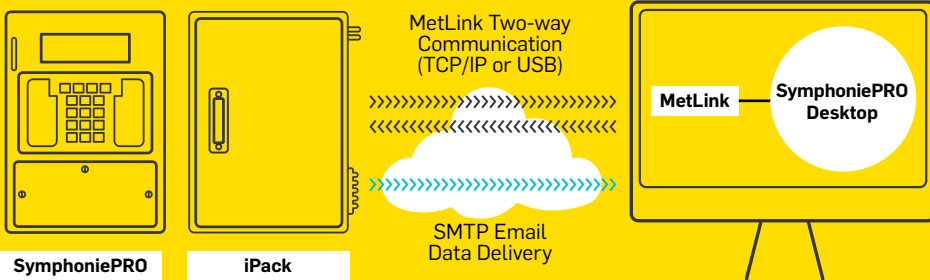 MetLink Two-way
Communication
(TCP/IP or USB)
MetLink
SymphoniePRO
Desktop
SMTP Email
Data Delivery
SymphoniePRO
iPack